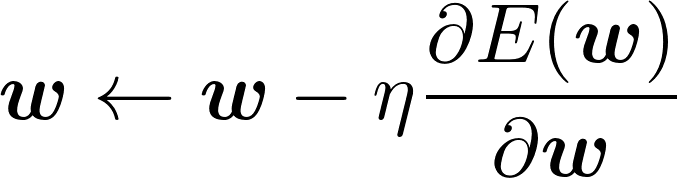 w ← w − η ∂E(w)/∂w